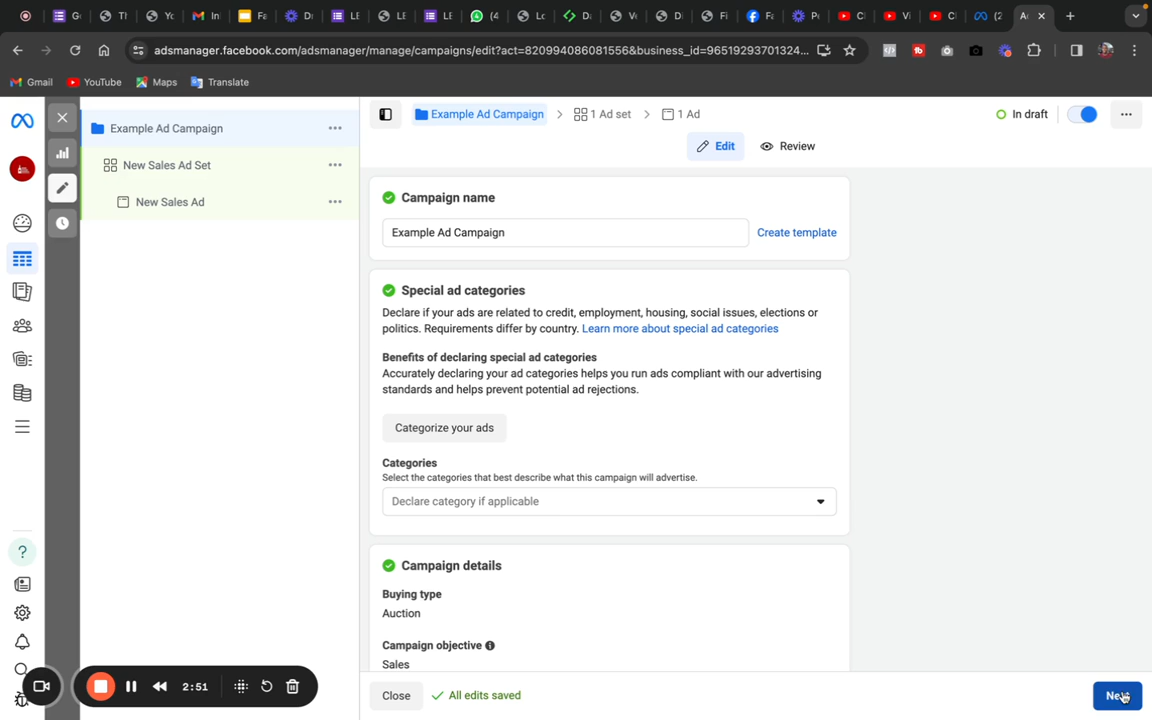 adsmanager.facebook.com/adsmanager/manage/campaigns/edit?act=820994086081556&business_id=96519293701324...
Gmail YouTube Maps Translate
Example Ad Campaign
New Sales Ad Set
New Sales Ad
Example Ad Campaign > 1 Ad set > 1 Ad
In draft
Edit Review
Campaign name
Example Ad Campaign
Create template
Special ad categories
Declare if your ads are related to credit, employment, housing, social issues, elections or
politics. Requirements differ by country. Learn more about special ad categories
Benefits of declaring special ad categories
Accurately declaring your ad categories helps you run ads compliant with our advertising
standards and helps prevent potential ad rejections.
Categorize your ads
Categories
Select the categories that best describe what this campaign will advertise.
Declare category if applicable
Campaign details
Buying type
Auction
Campaign objective
Sales
2:51
Close All edits saved
Next